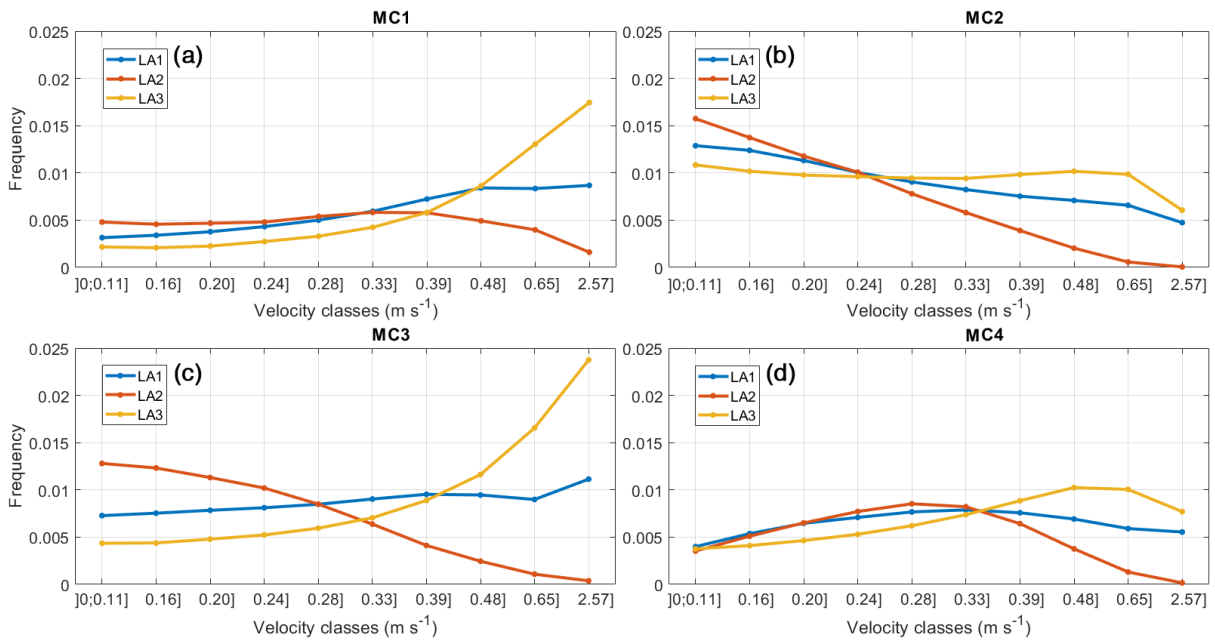 MC1
(a)
LA1
LA2
LA3
0.025
0.02
0.015
0.01
0.005
0
Frequency
]0;0.11] 0.16] 0.20] 0.24] 0.28] 0.33] 0.39] 0.48] 0.65] 2.57]
Velocity classes (m s⁻¹)
MC2
(b)
LA1
LA2
LA3
0.025
0.02
0.015
0.01
0.005
0
]0;0.11] 0.16] 0.20] 0.24] 0.28] 0.33] 0.39] 0.48] 0.65] 2.57]
Velocity classes (m s⁻¹)
MC3
(c)
LA1
LA2
LA3
0.025
0.02
0.015
0.01
0.005
0
Frequency
]0;0.11] 0.16] 0.20] 0.24] 0.28] 0.33] 0.39] 0.48] 0.65] 2.57]
Velocity classes (m s⁻¹)
MC4
(d)
LA1
LA2
LA3
0.025
0.02
0.015
0.01
0.005
0
]0;0.11] 0.16] 0.20] 0.24] 0.28] 0.33] 0.39] 0.48] 0.65] 2.57]
Velocity classes (m s⁻¹)